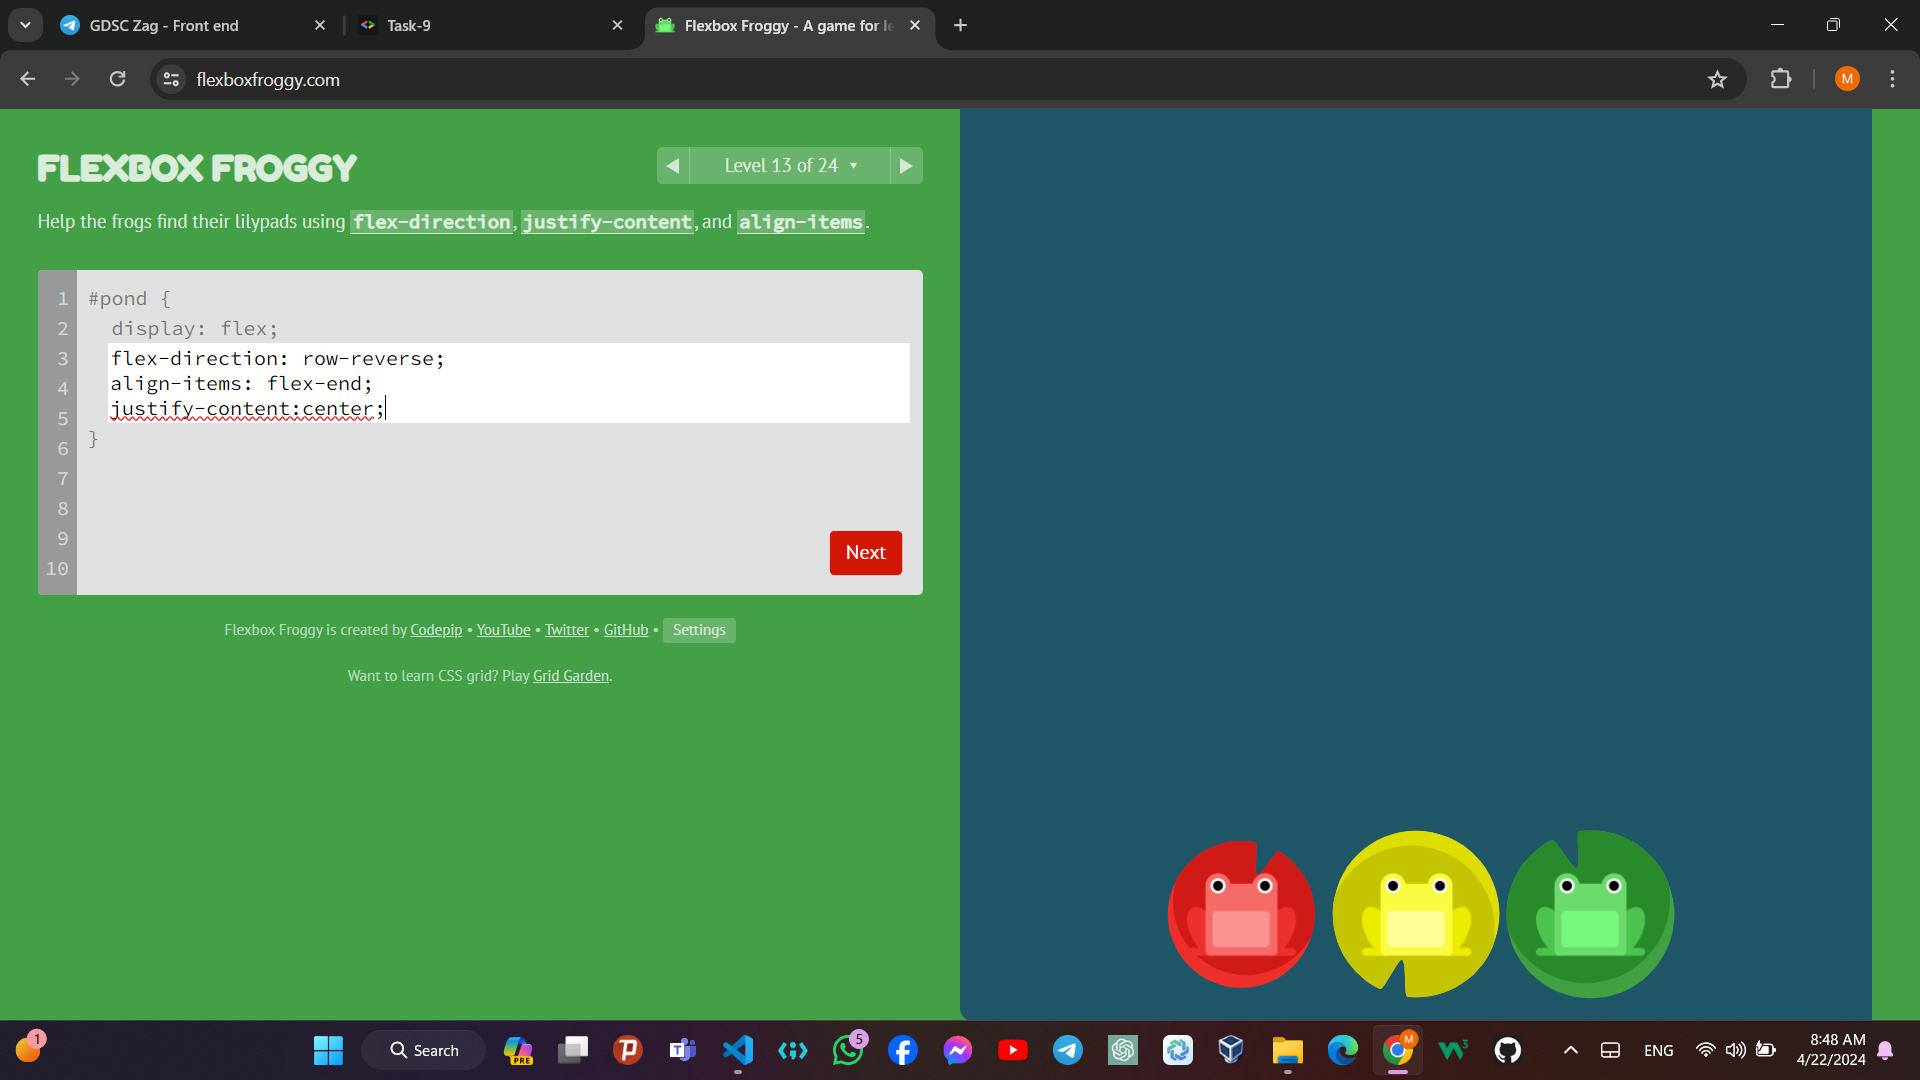 GDSC Zag - Front end
Task-9
Flexbox Froggy - A game for le
flexboxfroggy.com
M
FLEXBOX FROGGY
Level 13 of 24
Help the frogs find their lilypads using flex-direction, justify-content, and align-items.
1 #pond {
2 display: flex;
3 flex-direction: row-reverse;
4 align-items: flex-end;
5 justify-content:center;
6 }
7
8
9
10
Next
Flexbox Froggy is created by Codepip • YouTube • Twitter • GitHub • Settings
Want to learn CSS grid? Play Grid Garden.
1
Search
PRE
5
M
ENG
8:48 AM
4/22/2024